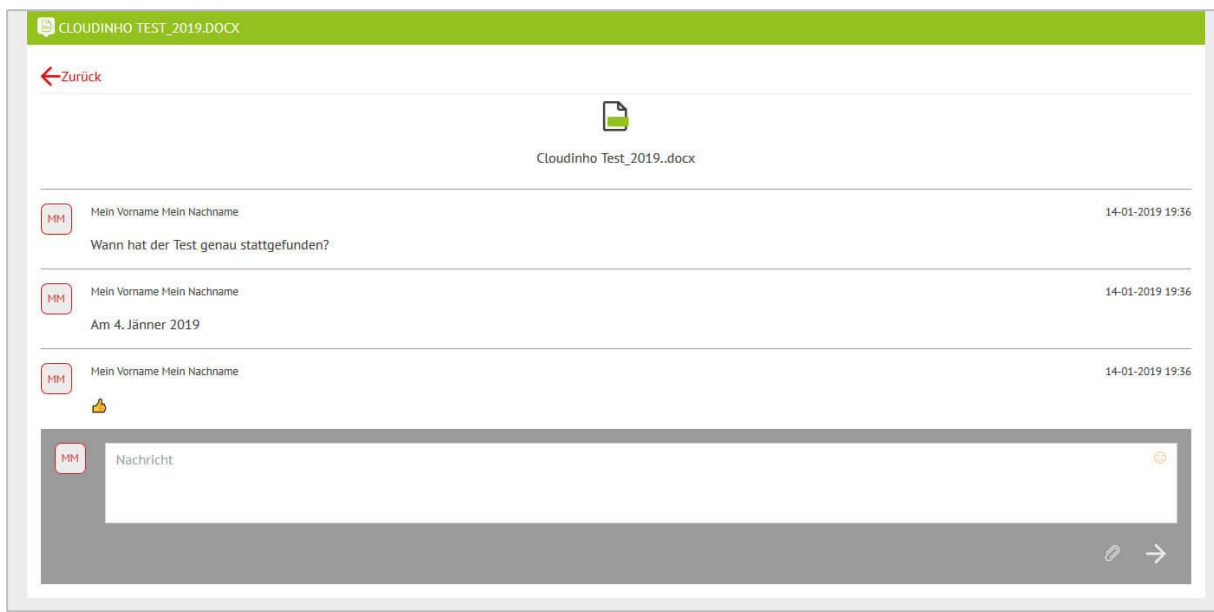 CLOUDINHO TEST_2019.DOCX
Zurück
Cloudinho Test_2019..docx
MM
Mein Vorname Mein Nachname
14-01-2019 19:36
Wann hat der Test genau stattgefunden?
MM
Mein Vorname Mein Nachname
14-01-2019 19:36
Am 4. Jänner 2019
MM
Mein Vorname Mein Nachname
14-01-2019 19:36
👍
MM
Nachricht